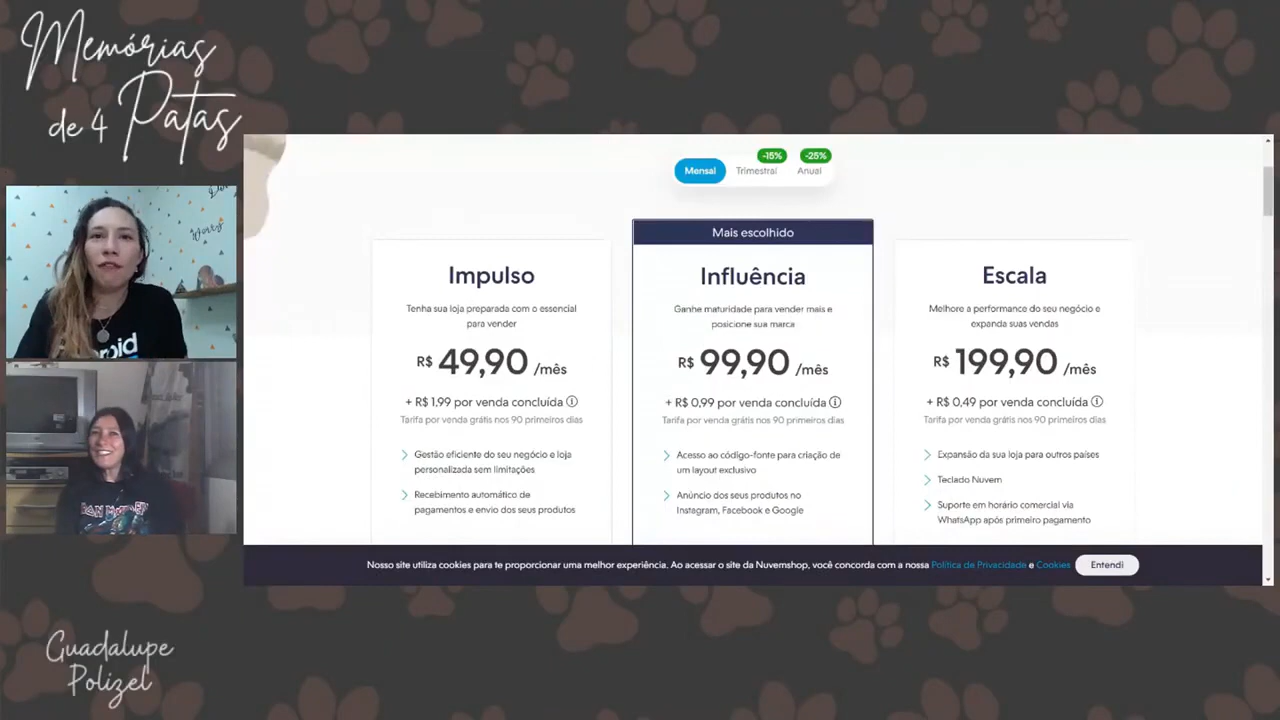 Memórias
de 4 Patas
Mensal
-15%
Trimestral
-25%
Anual
Impulso
Tenha sua loja preparada com o essencial
para vender
R$ 49,90 /mês
+ R$ 1,99 por venda concluída
Tarifa por venda grátis nos 90 primeiros dias
Gestão eficiente do seu negócio e loja
personalizada sem limitações
Recebimento automático de
pagamentos e envio dos seus produtos
Mais escolhido
Influência
Ganhe maturidade para vender mais e
posicione sua marca
R$ 99,90 /mês
+ R$ 0,99 por venda concluída
Tarifa por venda grátis nos 90 primeiros dias
Acesso ao código-fonte para criação de
um layout exclusivo
Anúncio dos seus produtos no
Instagram, Facebook e Google
Escala
Melhore a performance do seu negócio e
expanda suas vendas
R$ 199,90 /mês
+ R$ 0,49 por venda concluída
Tarifa por venda grátis nos 90 primeiros dias
Expansão da sua loja para outros países
Teclado Nuvem
Suporte em horário comercial via
WhatsApp após primeiro pagamento
Nosso site utiliza cookies para te proporcionar uma melhor experiência. Ao acessar o site da Nuvemshop, você concorda com a nossa Política de Privacidade e Cookies
Entendi
Guadalupe
Polizel